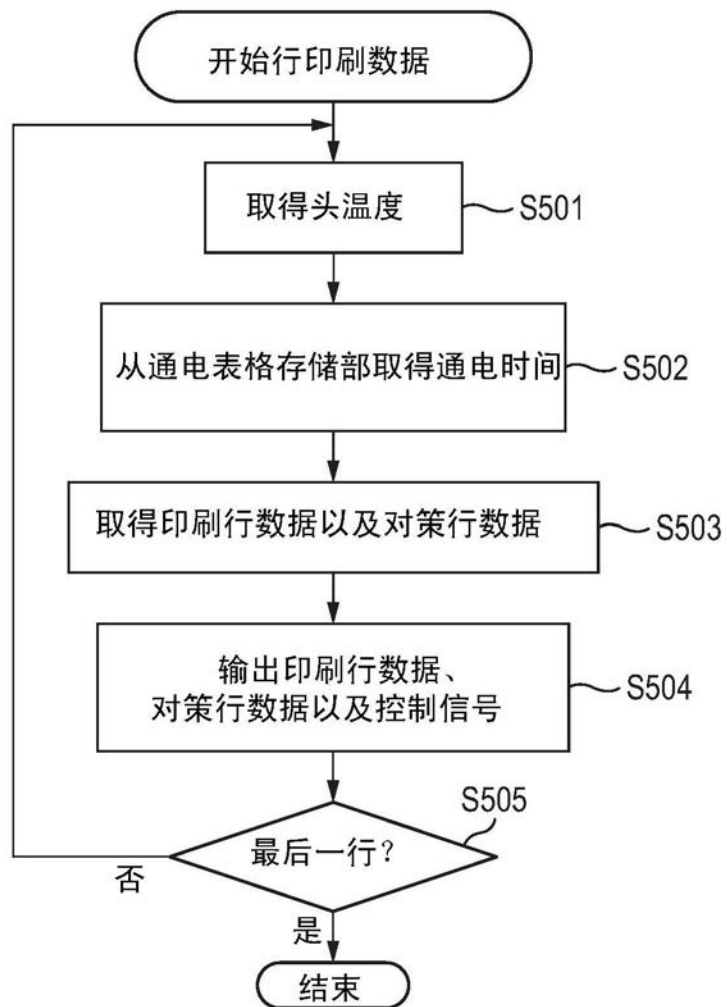 开始行印刷数据
取得头温度
S501
从通电表格存储部取得通电时间
S502
取得印刷行数据以及对策行数据
S503
输出印刷行数据、
对策行数据以及控制信号
S504
S505
最后一行?
否
是
结束